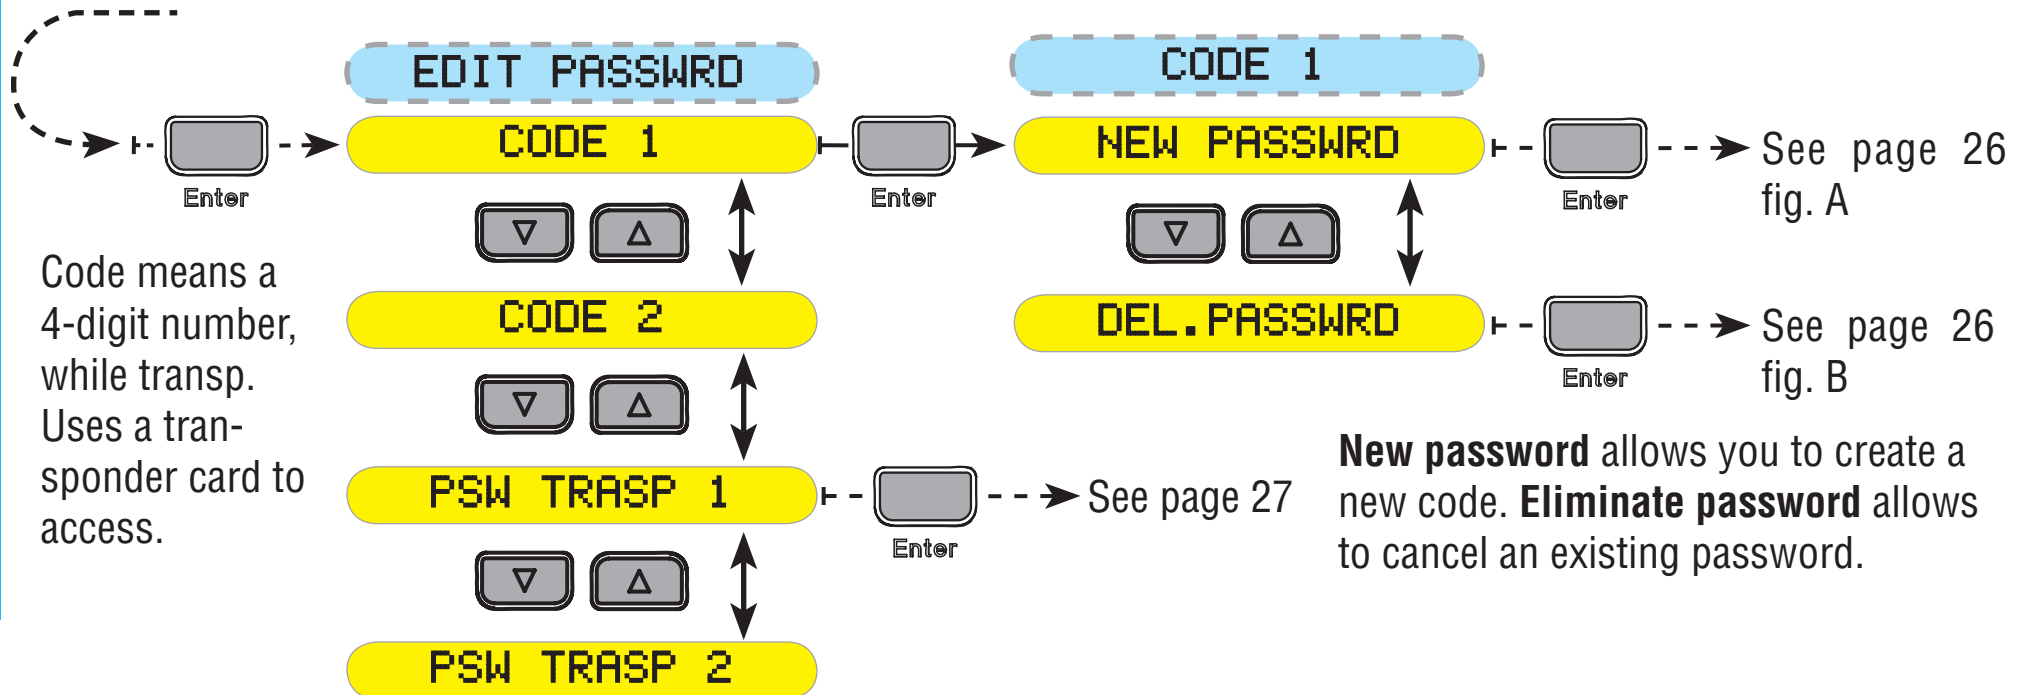 EDIT PASSWRD
CODE 1
CODE 1
NEW PASSWRD
Enter
Enter
Enter
See page 26
fig. A
Code means a
4-digit number,
while transp.
Uses a tran-
sponder card to
access.
CODE 2
DEL.PASSWRD
Enter
See page 26
fig. B
PSW TRASP 1
Enter
See page 27
New password allows you to create a
new code. Eliminate password allows
to cancel an existing password.
PSW TRASP 2